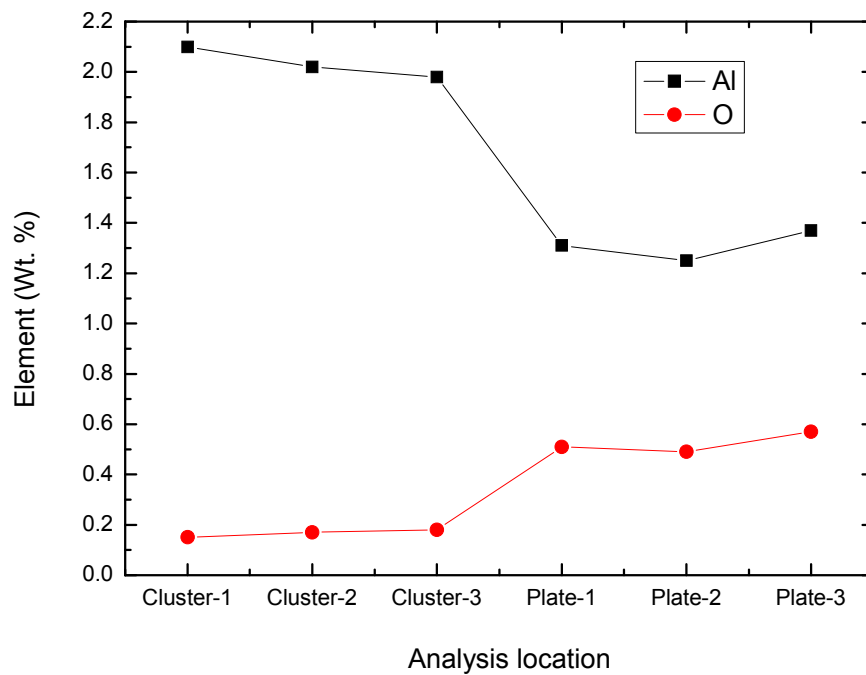 2.2
2.0
1.8
1.6
1.4
1.2
1.0
0.8
0.6
0.4
0.2
0.0
Element (Wt. %)
Al
O
Cluster-1 Cluster-2 Cluster-3 Plate-1 Plate-2 Plate-3
Analysis location